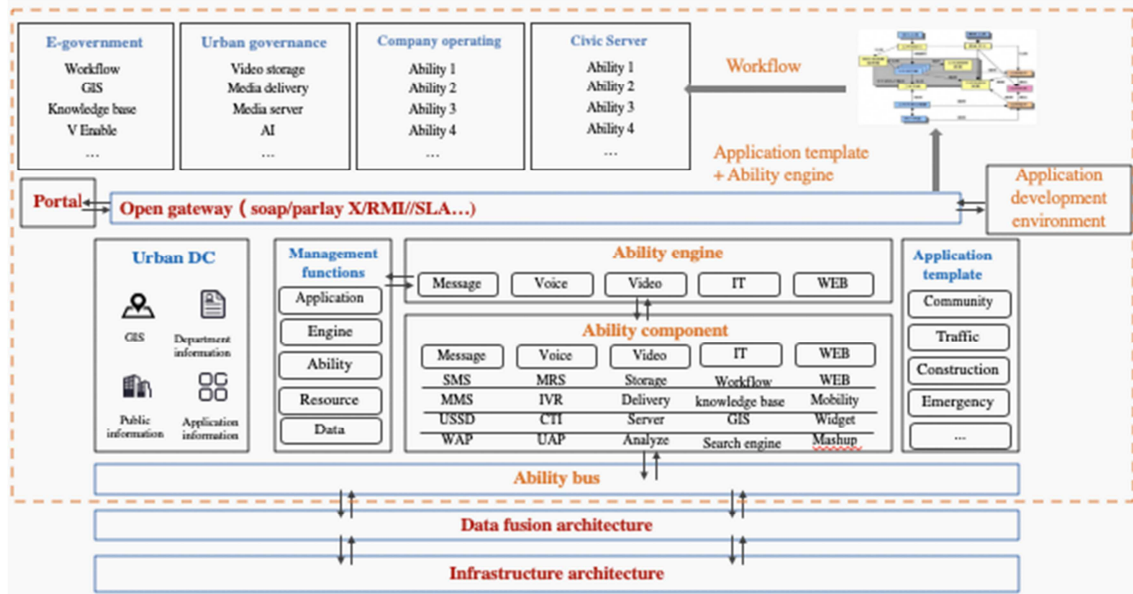 E-government
Workflow
GIS
Knowledge base
V Enable
...
Urban governance
Video storage
Media delivery
Media server
AI
...
Company operating
Ability 1
Ability 2
Ability 3
Ability 4
...
Civic Server
Ability 1
Ability 2
Ability 3
Ability 4
...
Workflow
Application template
+ Ability engine
Portal
Open gateway ( soap/parlay X/RMI//SLA...)
Application
development
environment
Urban DC
GIS
Department
information
Public
information
Application
information
Management
functions
Application
Engine
Ability
Resource
Data
Ability engine
Message Voice Video IT WEB
Ability component
Message Voice Video IT WEB
SMS MRS Storage Workflow WEB
MMS IVR Delivery knowledge base Mobility
USSD CTI Server GIS Widget
WAP UAP Analyze Search engine Mashup
Application
template
Community
Traffic
Construction
Emergency
...
Ability bus
Data fusion architecture
Infrastructure architecture